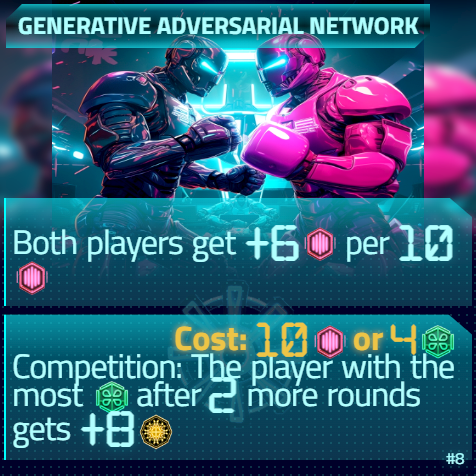 GENERATIVE ADVERSARIAL NETWORK
Both players get +6 per 10
Cost: 10 or 4
Competition: The player with the
most after 2 more rounds
gets +8
#8